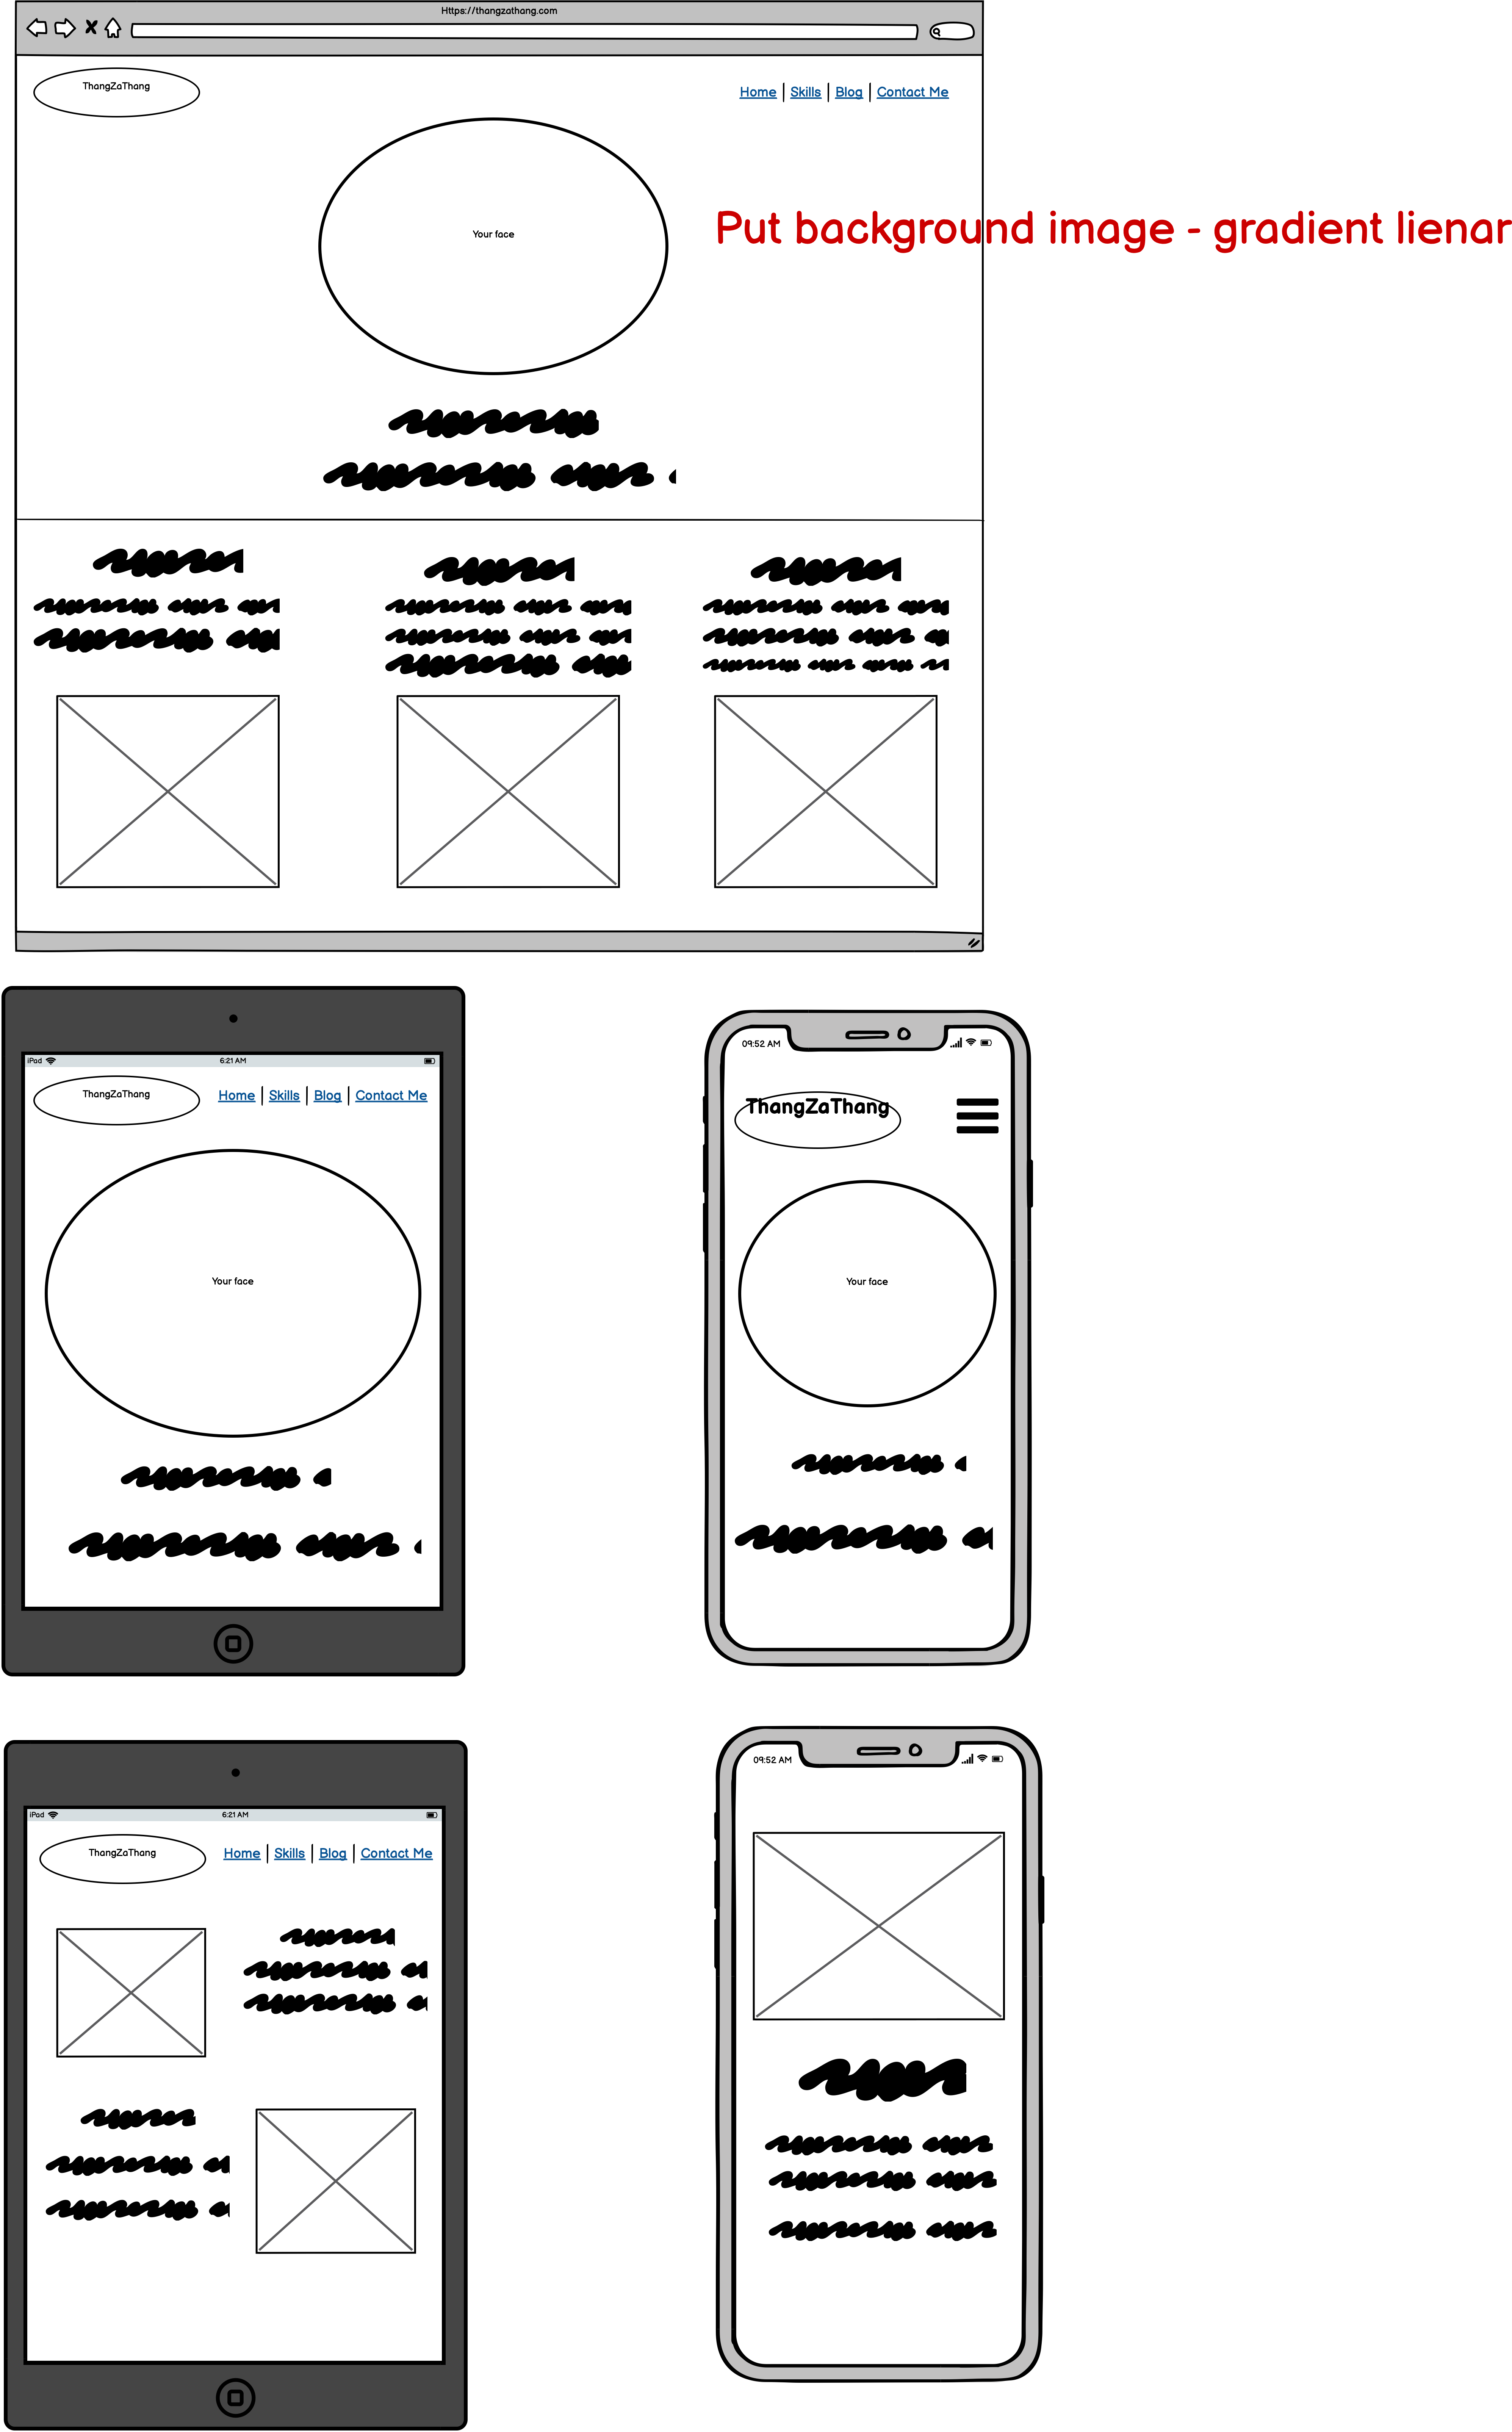 Https://thangzathang.com
ThangZaThang
Home | Skills | Blog | Contact Me
Your face
Put background image - gradient lienar
iPad 6:21 AM
ThangZaThang
Home | Skills | Blog | Contact Me
Your face
09:52 AM
ThangZaThang
Your face
iPad 6:21 AM
ThangZaThang
Home | Skills | Blog | Contact Me
09:52 AM